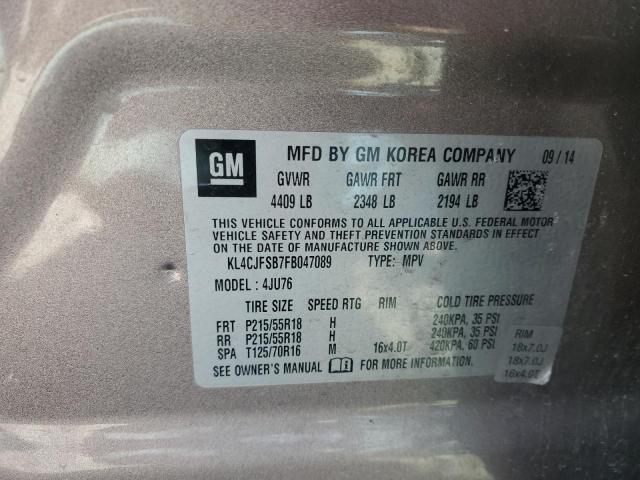 GM MFD BY GM KOREA COMPANY 09/14
GVWR GAWR FRT GAWR RR
4409 LB 2348 LB 2194 LB
THIS VEHICLE CONFORMS TO ALL APPLICABLE U.S. FEDERAL MOTOR
VEHICLE SAFETY AND THEFT PREVENTION STANDARDS IN EFFECT
ON THE DATE OF MANUFACTURE SHOWN ABOVE.
KL4CJFSB7FB047089 TYPE: MPV
MODEL : 4JU76
TIRE SIZE SPEED RTG RIM COLD TIRE PRESSURE
FRT P215/55R18 H 240KPA, 35 PSI
RR P215/55R18 H 240KPA, 35 PSI
SPA T125/70R16 M 16x4.0T 420KPA, 60 PSI
SEE OWNER'S MANUAL FOR MORE INFORMATION.
RIM
18x7.0J
18x7.0J
16x4.0T